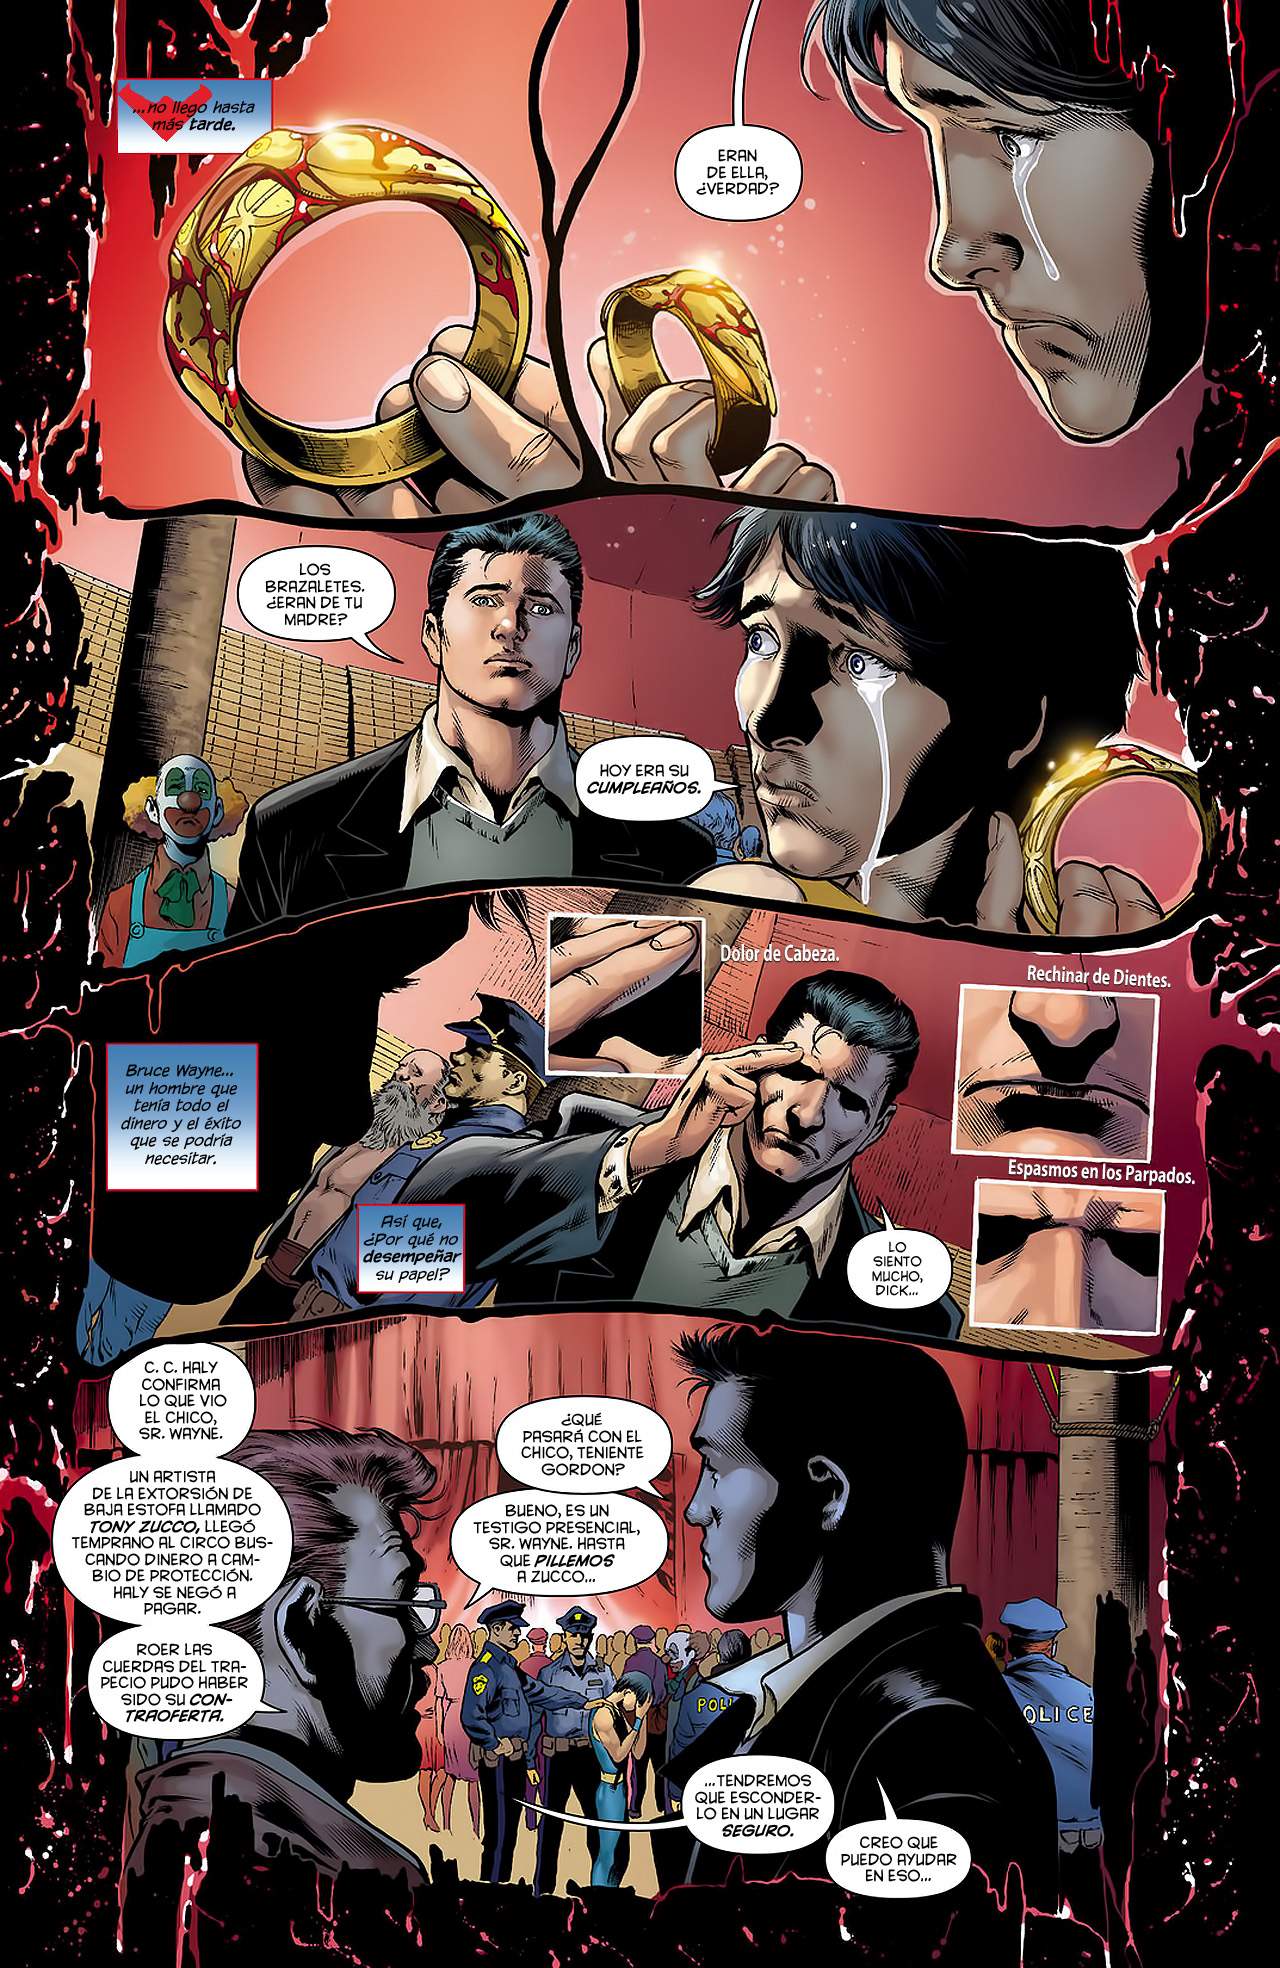 ...no llego hasta
más tarde.
ERAN
DE ELLA,
¿VERDAD?
LOS
BRAZALETES.
¿ERAN DE TU
MADRE?
HOY ERA SU
CUMPLEAÑOS.
Dolor de Cabeza.
Rechinar de Dientes.
Espasmos en los Parpados.
Bruce Wayne...
un hombre que
tenía todo el
dinero y el éxito
que se podría
necesitar.
Así que,
¿Por qué no
desempeñar
su papel?
LO
SIENTO
MUCHO,
DICK...
C. C. HALY
CONFIRMA
LO QUE VIO
EL CHICO,
SR. WAYNE.
UN ARTISTA
DE LA EXTORSIÓN DE
BAJA ESTOFA LLAMADO
TONY ZUCCO, LLEGÓ
TEMPRANO AL CIRCO BUS-
CANDO DINERO A CAM-
BIO DE PROTECCIÓN.
HALY SE NEGÓ A
PAGAR.
ROER LAS
CUERDAS DEL TRA-
PECIO PUDO HABER
SIDO SU CON-
TRAOFERTA.
¿QUÉ
PASARÁ CON EL
CHICO, TENIENTE
GORDON?
BUENO, ES UN
TESTIGO PRESENCIAL,
SR. WAYNE. HASTA
QUE PILLEMOS
A ZUCCO...
POLI
POLICE
...TENDREMOS
QUE ESCONDER-
LO EN UN LUGAR
SEGURO.
CREO QUE
PUEDO AYUDAR
EN ESO...